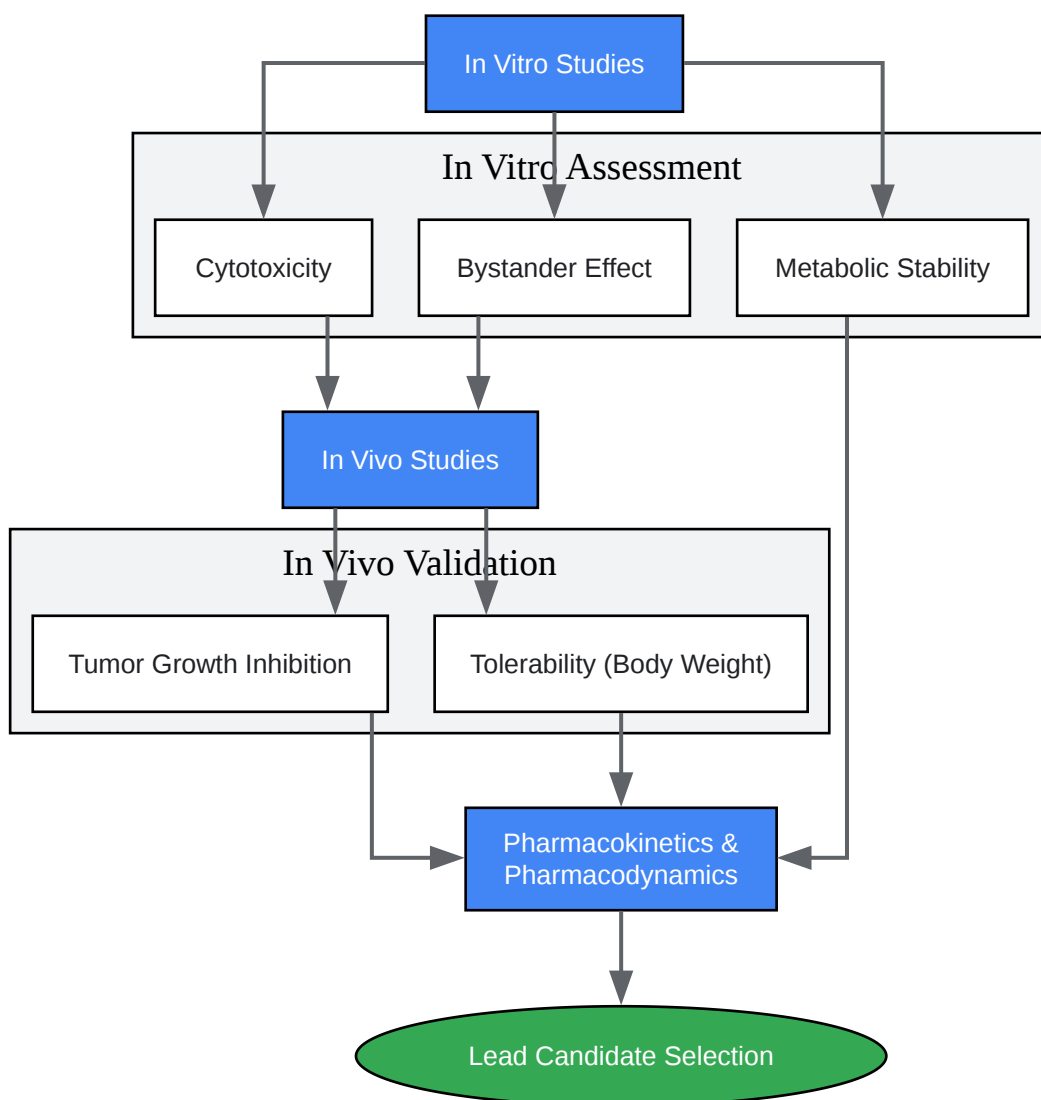 In Vitro Studies
In Vitro Assessment
Cytotoxicity
Bystander Effect
Metabolic Stability
In Vivo Studies
In Vivo Validation
Tumor Growth Inhibition
Tolerability (Body Weight)
Pharmacokinetics &
Pharmacodynamics
Lead Candidate Selection